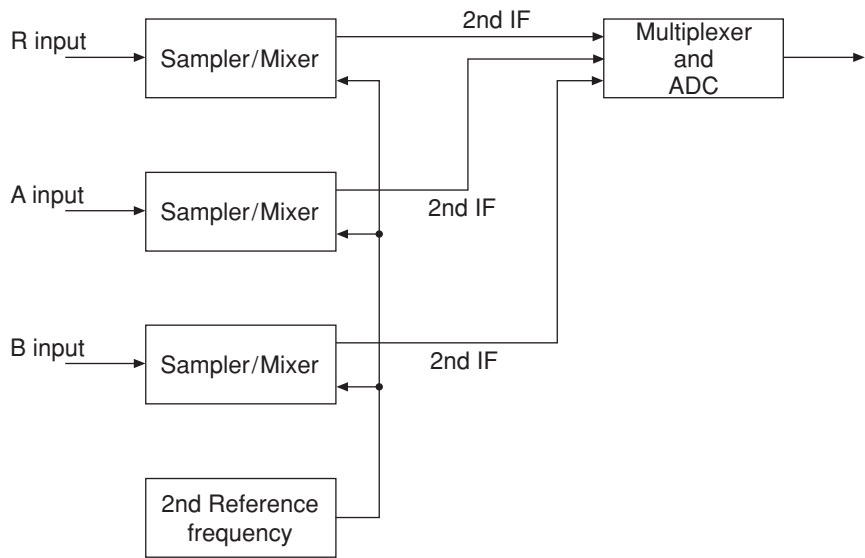 R input
Sampler/Mixer
2nd IF
Multiplexer
and
ADC
A input
Sampler/Mixer
2nd IF
B input
Sampler/Mixer
2nd IF
2nd Reference
frequency